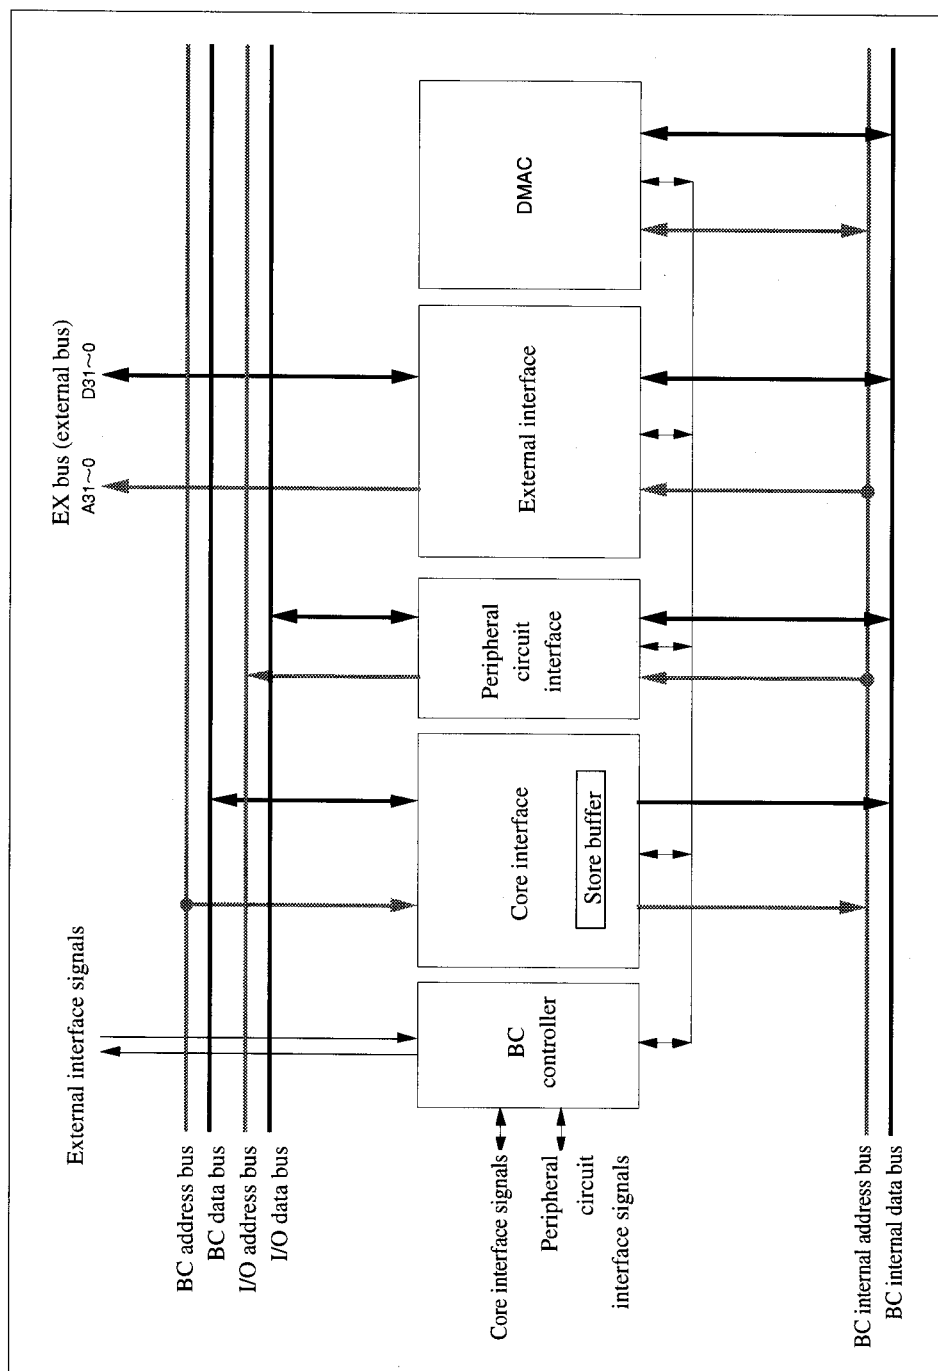 EX bus (external bus)
A31~0
D31~0
External interface signals
BC address bus
BC data bus
I/O address bus
I/O data bus
Core interface signals
Peripheral
circuit
interface signals
BC
controller
Core interface
Store buffer
Peripheral
circuit
interface
External interface
DMAC
BC internal address bus
BC internal data bus